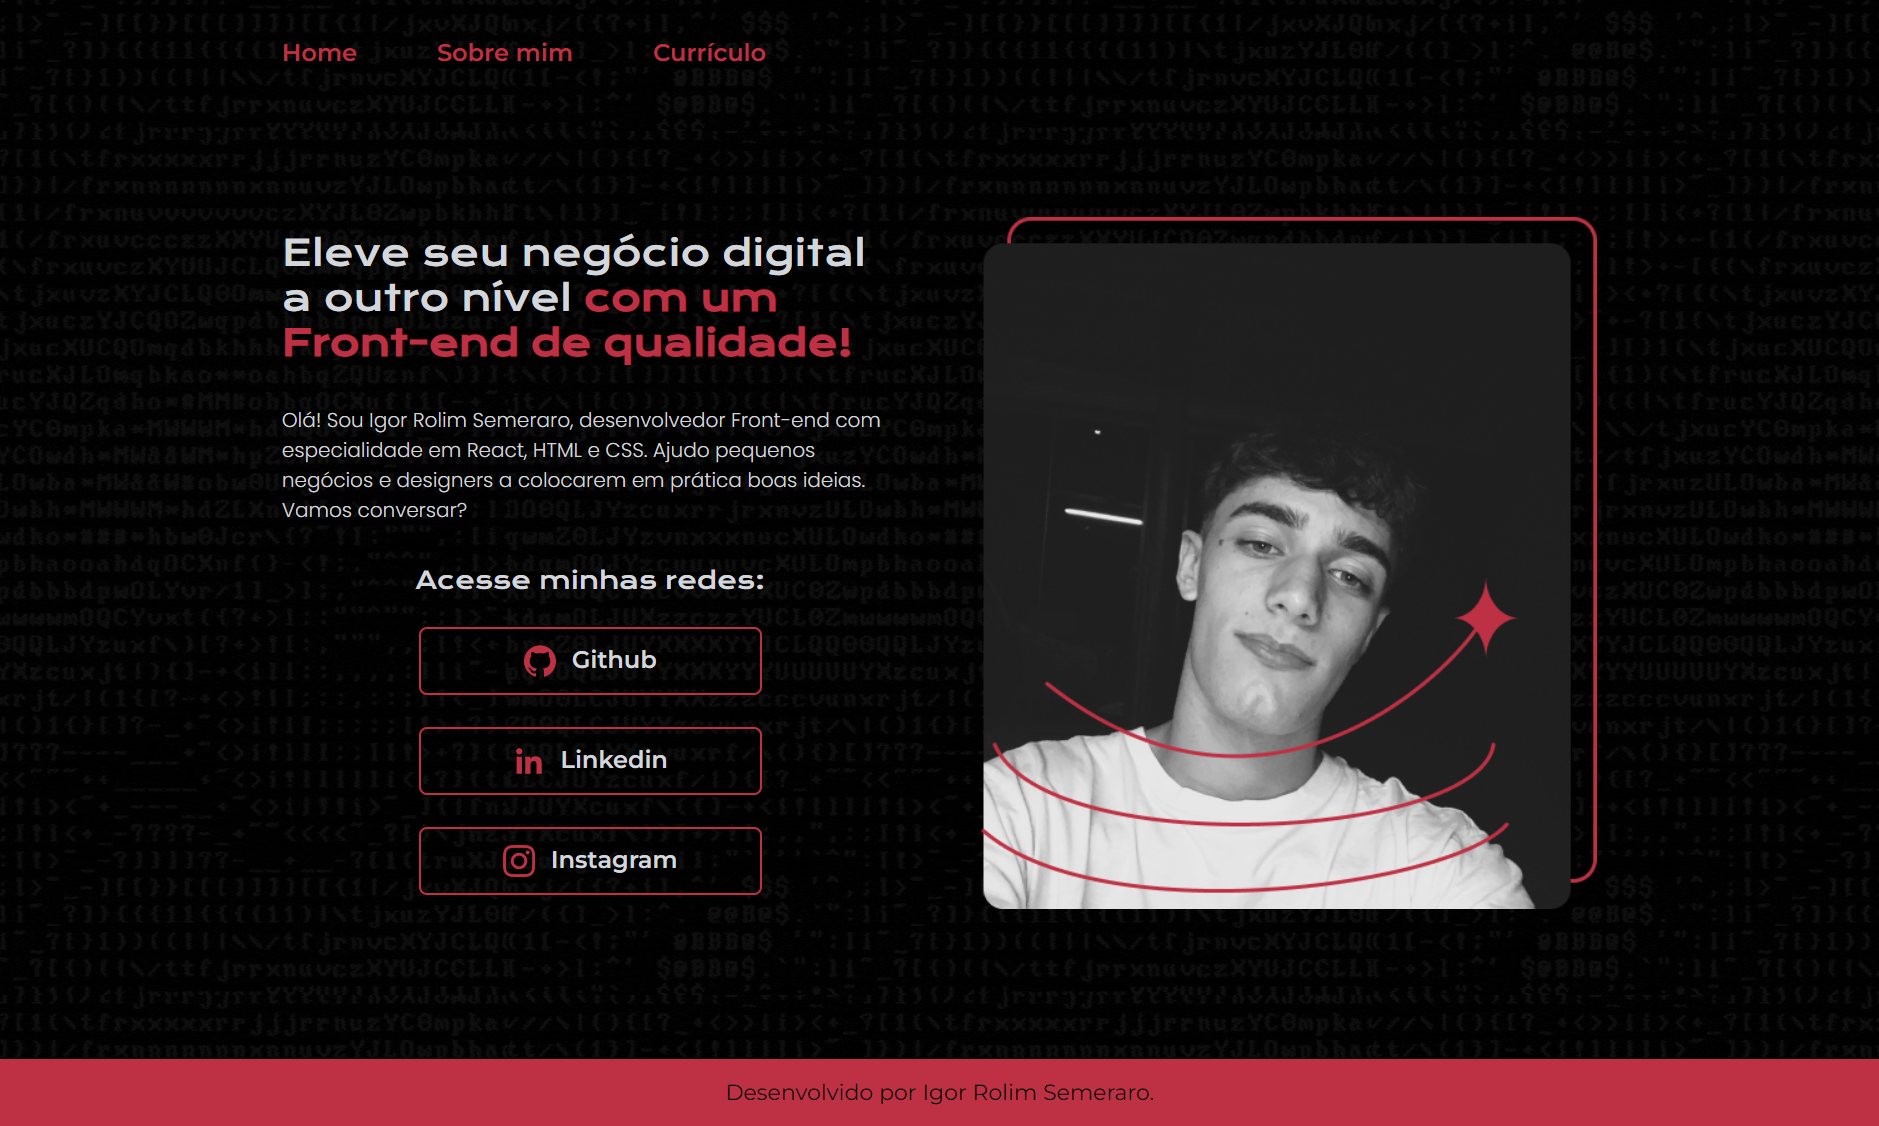 Home Sobre mim Currículo
Eleve seu negócio digital
a outro nível com um
Front-end de qualidade!
Olá! Sou Igor Rolim Semeraro, desenvolvedor Front-end com
especialidade em React, HTML e CSS. Ajudo pequenos
negócios e designers a colocarem em prática boas ideias.
Vamos conversar?
Acesse minhas redes:
Github
Linkedin
Instagram
Desenvolvido por Igor Rolim Semeraro.